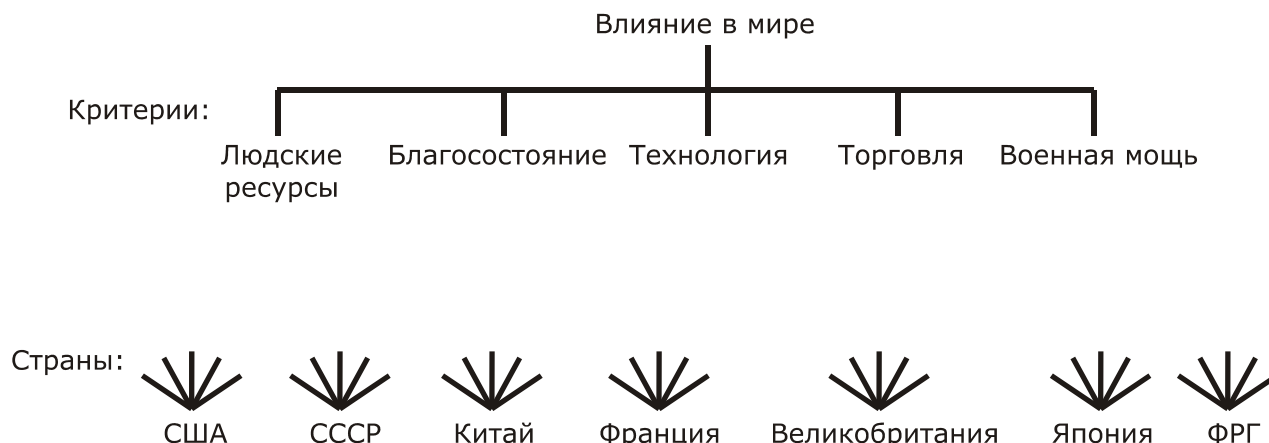 Влияние в мире
Критерии:
Людские ресурсы
Благосостояние
Технология
Торговля
Военная мощь
Страны:
США
СССР
Китай
Франция
Великобритания
Япония
ФРГ